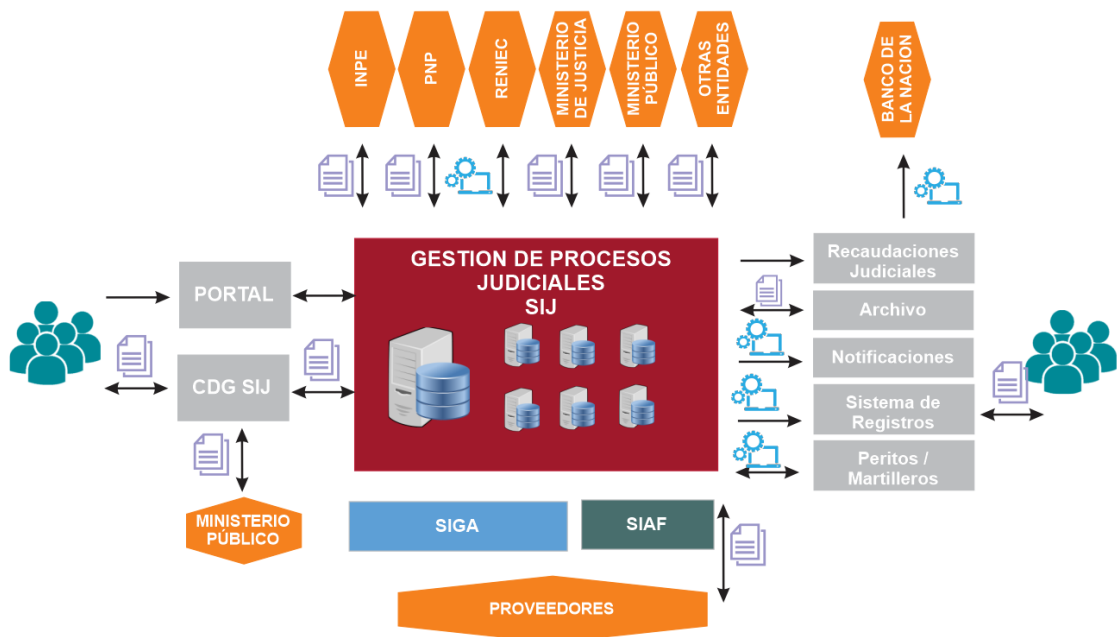 INPE
PNP
RENIEC
MINISTERIO
DE JUSTICIA
MINISTERIO
PÚBLICO
OTRAS
ENTIDADES
BANCO DE
LA NACION
GESTION DE PROCESOS
JUDICIALES
SIJ
PORTAL
CDG SIJ
MINISTERIO
PÚBLICO
Recaudaciones
Judiciales
Archivo
Notificaciones
Sistema de
Registros
Peritos /
Martilleros
SIGA
SIAF
PROVEEDORES